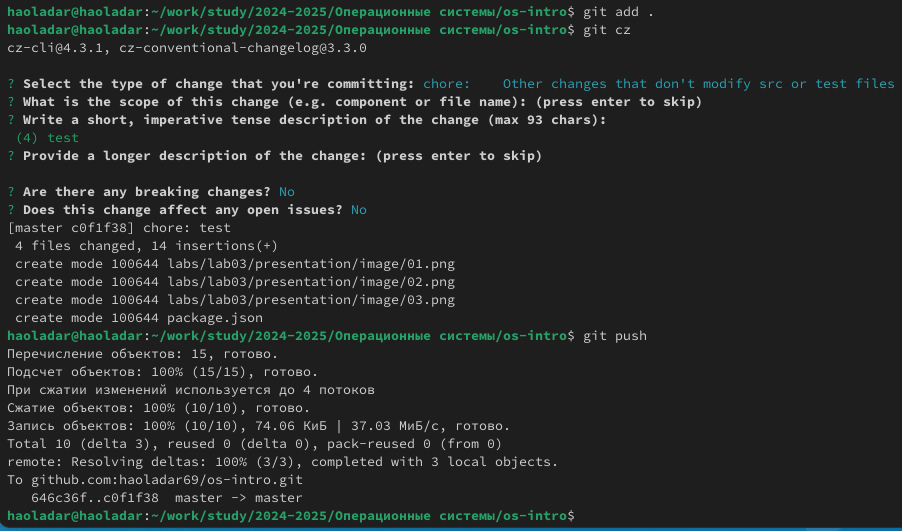 haoladar@haoladar:~/work/study/2024-2025/Операционные системы/os-intro$ git add .
haoladar@haoladar:~/work/study/2024-2025/Операционные системы/os-intro$ git cz
cz-cli@4.3.1, cz-conventional-changelog@3.3.0
? Select the type of change that you're committing: chore:    Other changes that don't modify src or test files
? What is the scope of this change (e.g. component or file name): (press enter to skip)
? Write a short, imperative tense description of the change (max 93 chars):
 (4) test
? Provide a longer description of the change: (press enter to skip)
? Are there any breaking changes? No
? Does this change affect any open issues? No
[master c0f1f38] chore: test
 4 files changed, 14 insertions(+)
 create mode 100644 labs/lab03/presentation/image/01.png
 create mode 100644 labs/lab03/presentation/image/02.png
 create mode 100644 labs/lab03/presentation/image/03.png
 create mode 100644 package.json
haoladar@haoladar:~/work/study/2024-2025/Операционные системы/os-intro$ git push
Перечисление объектов: 15, готово.
Подсчет объектов: 100% (15/15), готово.
При сжатии изменений используется до 4 потоков
Сжатие объектов: 100% (10/10), готово.
Запись объектов: 100% (10/10), 74.06 КиБ | 37.03 МиБ/с, готово.
Total 10 (delta 3), reused 0 (delta 0), pack-reused 0 (from 0)
remote: Resolving deltas: 100% (3/3), completed with 3 local objects.
To github.com:haoladar69/os-intro.git
   646c36f..c0f1f38  master -> master
haoladar@haoladar:~/work/study/2024-2025/Операционные системы/os-intro$